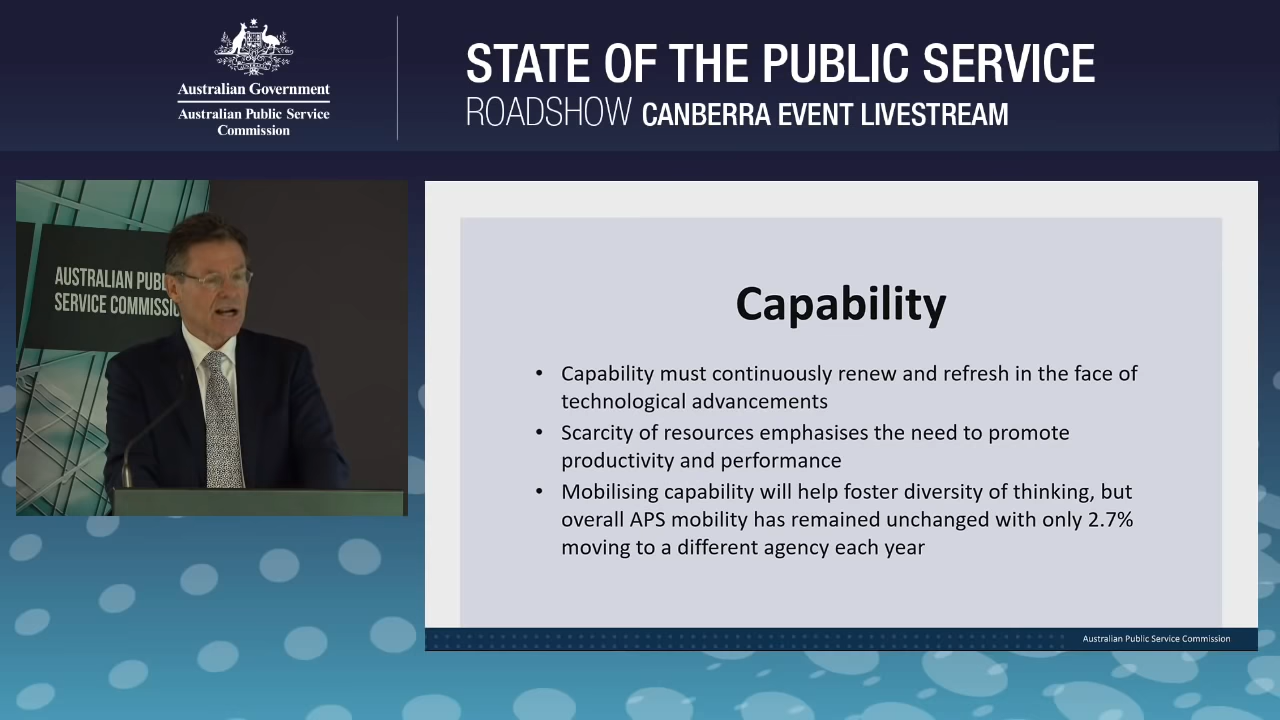 Australian Government
Australian Public Service
Commission
STATE OF THE PUBLIC SERVICE
ROADSHOW CANBERRA EVENT LIVESTREAM
AUSTRALIAN
SERVICE
Capability
• Capability must continuously renew and refresh in the face of
technological advancements
• Scarcity of resources emphasises the need to promote
productivity and performance
• Mobilising capability will help foster diversity of thinking, but
overall APS mobility has remained unchanged with only 2.7%
moving to a different agency each year
Australian Public Service Commission